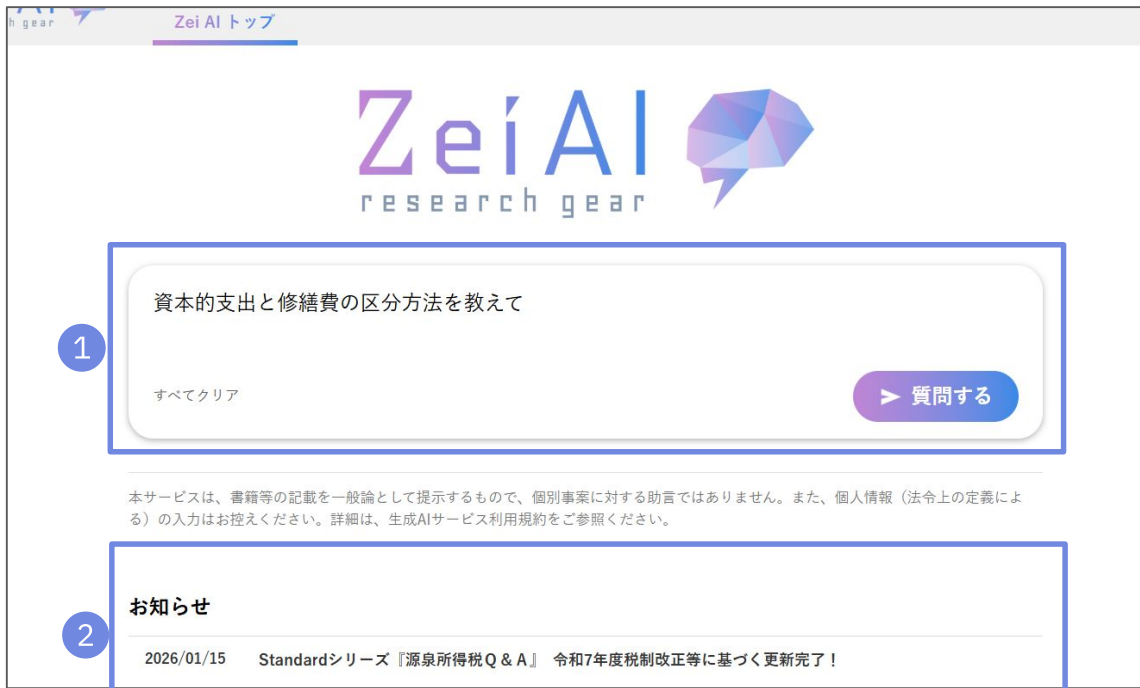 h gear
Zei AI トップ
ZeiAI
research gear
1
資本的支出と修繕費の区分方法を教えて
すべてクリア
質問する
本サービスは、書籍等の記載を一般論として提示するもので、個別事案に対する助言ではありません。また、個人情報（法令上の定義によ
る）の入力はお控えください。詳細は、生成AIサービス利用規約をご参照ください。
2
お知らせ
2026/01/15 Standardシリーズ『源泉所得税Q＆A』 令和7年度税制改正等に基づく更新完了！